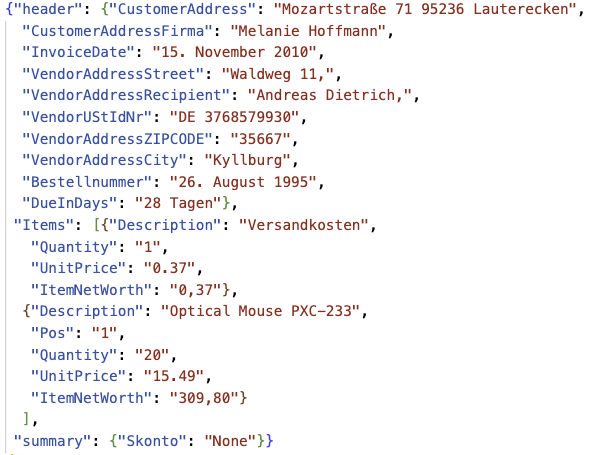 {"header": {"CustomerAddress": "Mozartstraße 71 95236 Lauterecken",
"CustomerAddressFirma": "Melanie Hoffmann",
"InvoiceDate": "15. November 2010",
"VendorAddressStreet": "Waldweg 11,",
"VendorAddressRecipient": "Andreas Dietrich,",
"VendorUStIdNr": "DE 3768579930",
"VendorAddressZIPCODE": "35667",
"VendorAddressCity": "Kyllburg",
"Bestellnummer": "26. August 1995",
"DueInDays": "28 Tagen"},
"Items": [{"Description": "Versandkosten",
"Quantity": "1",
"UnitPrice": "0.37",
"ItemNetWorth": "0,37"},
{"Description": "Optical Mouse PXC-233",
"Pos": "1",
"Quantity": "20",
"UnitPrice": "15.49",
"ItemNetWorth": "309,80"}
],
"summary": {"Skonto": "None"}}